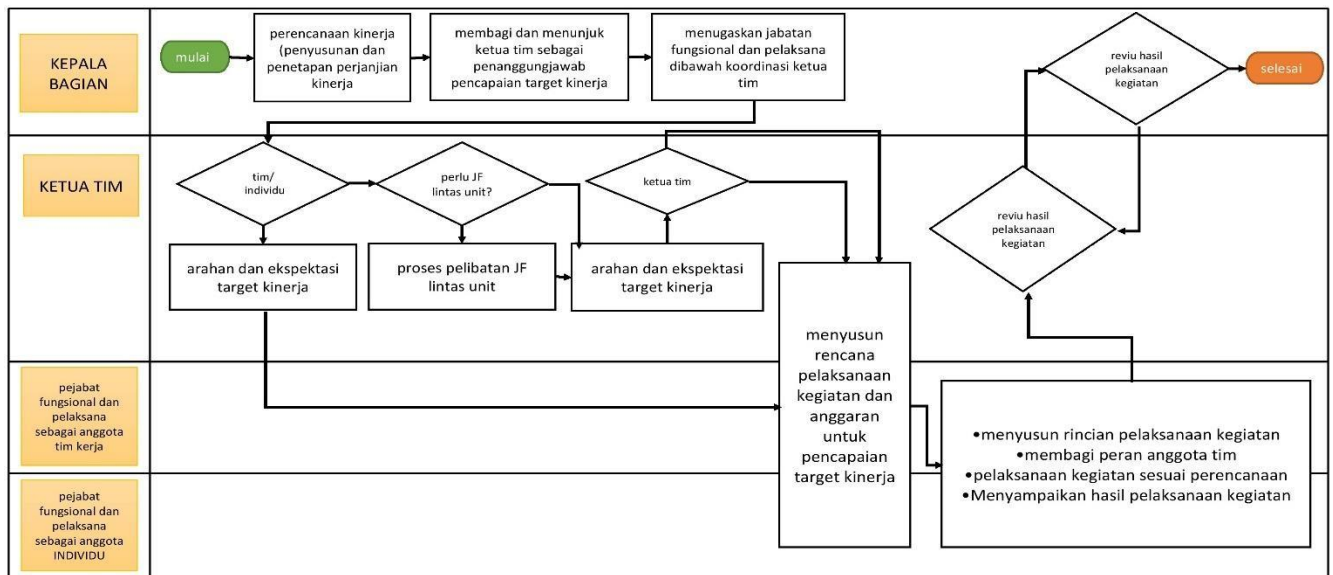 KEPALA
BAGIAN
mulai
perencanaan kinerja
(penyusunan dan
penetapan perjanjian
kinerja
membagi dan menunjuk
ketua tim sebagai
penanggungjawab
pencapaian target kinerja
menugaskan jabatan
fungsional dan pelaksana
dibawah koordinasi ketua
tim
reviu hasil
pelaksanaan
kegiatan
selesai
KETUA TIM
tim/
individu
perlu JF
lintas unit?
ketua tim
reviu hasil
pelaksanaan
kegiatan
arahan dan ekspektasi
target kinerja
proses pelibatan JF
lintas unit
arahan dan ekspektasi
target kinerja
menyusun
rencana
pelaksanaan
kegiatan dan
anggaran
untuk
pencapaian
target kinerja
pejabat
fungsional dan
pelaksana
sebagai anggota
tim kerja
•menyusun rincian pelaksanaan kegiatan
•membagi peran anggota tim
•pelaksanaan kegiatan sesuai perencanaan
•Menyampaikan hasil pelaksanaan kegiatan
pejabat
fungsional dan
pelaksana
sebagai anggota
INDIVIDU